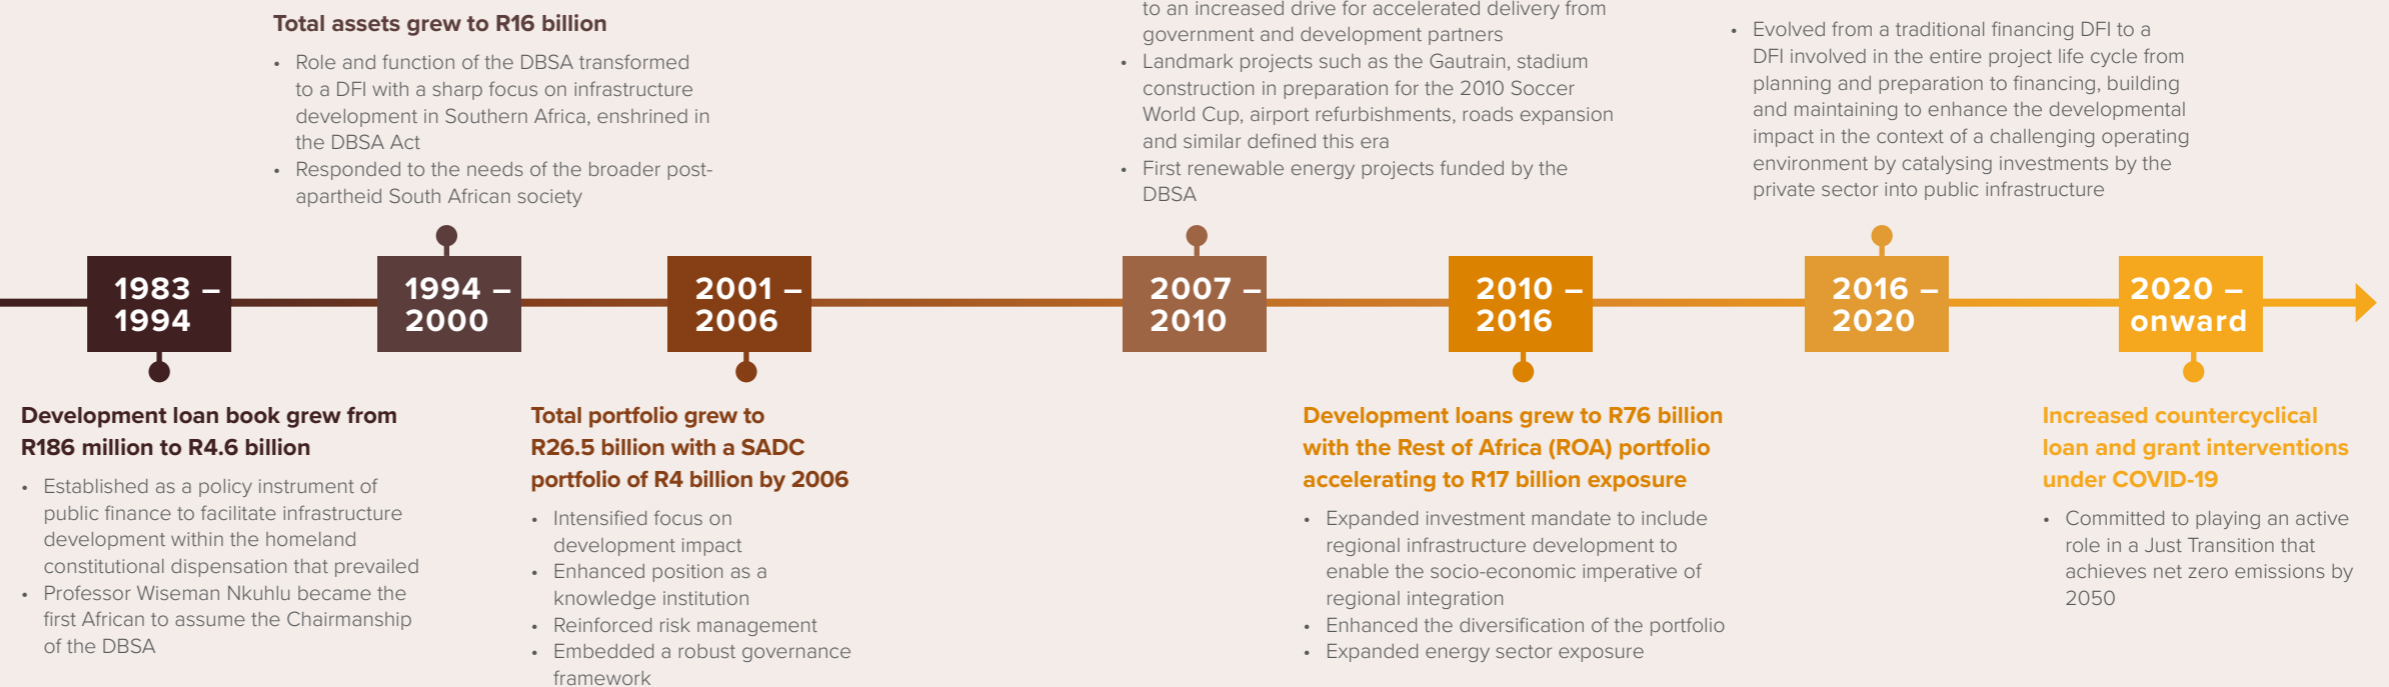 Total assets grew to R16 billion
• Role and function of the DBSA transformed
to a DFI with a sharp focus on infrastructure
development in Southern Africa, enshrined in
the DBSA Act
• Responded to the needs of the broader post-
apartheid South African society
to an increased drive for accelerated delivery from
government and development partners
• Landmark projects such as the Gautrain, stadium
construction in preparation for the 2010 Soccer
World Cup, airport refurbishments, roads expansion
and similar defined this era
• First renewable energy projects funded by the
DBSA
• Evolved from a traditional financing DFI to a
DFI involved in the entire project life cycle from
planning and preparation to financing, building
and maintaining to enhance the developmental
impact in the context of a challenging operating
environment by catalysing investments by the
private sector into public infrastructure
1983 –
1994
1994 –
2000
2001 –
2006
2007 –
2010
2010 –
2016
2016 –
2020
2020 –
onward
Development loan book grew from
R186 million to R4.6 billion
• Established as a policy instrument of
public finance to facilitate infrastructure
development within the homeland
constitutional dispensation that prevailed
• Professor Wiseman Nkuhlu became the
first African to assume the Chairmanship
of the DBSA
Total portfolio grew to
R26.5 billion with a SADC
portfolio of R4 billion by 2006
• Intensified focus on
development impact
• Enhanced position as a
knowledge institution
• Reinforced risk management
• Embedded a robust governance
framework
Development loans grew to R76 billion
with the Rest of Africa (ROA) portfolio
accelerating to R17 billion exposure
• Expanded investment mandate to include
regional infrastructure development to
enable the socio-economic imperative of
regional integration
• Enhanced the diversification of the portfolio
• Expanded energy sector exposure
Increased countercyclical
loan and grant interventions
under COVID-19
• Committed to playing an active
role in a Just Transition that
achieves net zero emissions by
2050